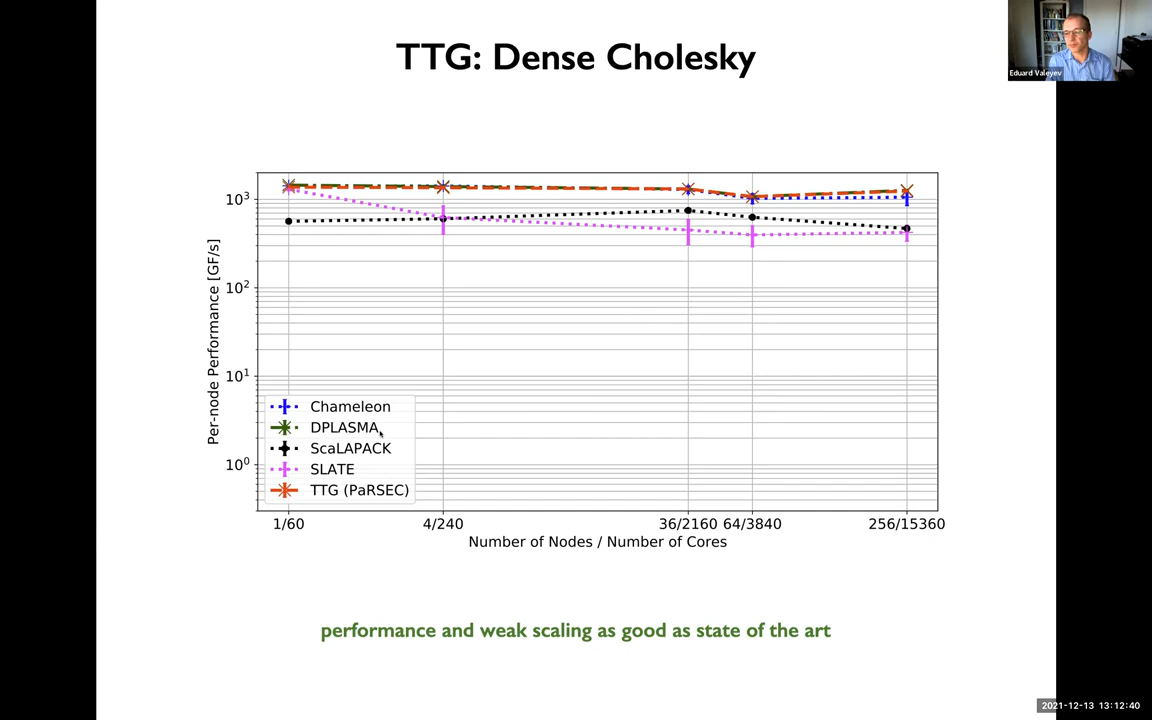 TTG: Dense Cholesky
Eduard Valeyev
Per-node Performance [GF/s]
10³
10²
10¹
10⁰
Chameleon
DPLASMA
ScaLAPACK
SLATE
TTG (PaRSEC)
1/60 4/240 36/2160 64/3840 256/15360
Number of Nodes / Number of Cores
performance and weak scaling as good as state of the art
2021-12-13 13:12:40